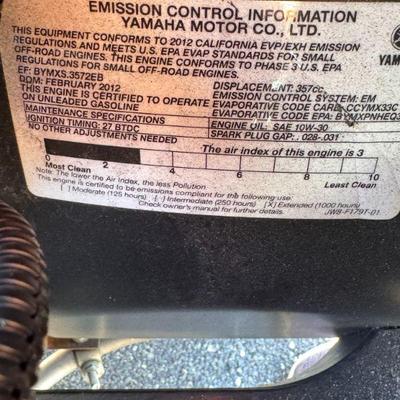 EMISSION CONTROL INFORMATION
YAMAHA MOTOR CO., LTD.
THIS EQUIPMENT CONFORMS TO 2012 CALIFORNIA EVP/EXH EMISSION
REGULATIONS AND MEETS U.S. EPA EVAP STANDARDS FOR SMALL
OFF-ROAD ENGINES. THIS ENGINE CONFORMS TO PHASE 3 U.S. EPA
REGULATIONS FOR SMALL OFF-ROAD ENGINES.
EF: BYMXS.3572EB DISPLACEMENT: 357cc
DOM: FEBRUARY 2012 EMISSION CONTROL SYSTEM: EM
THIS ENGINE IS CERTIFIED TO OPERATE EVAPORATIVE CODE CARB:
ON UNLEADED GASOLINE EVAPORATIVE CODE EPA:
MAINTENANCE SPECIFICATIONS ENGINE OIL: SAE 10W-30
IGNITION TIMING: 27 BTDC SPARK PLUG GAP: .028-.031
NO OTHER ADJUSTMENTS NEEDED
The air index of this engine is 3
0 2 4 6 8 10
Most Clean Least Clean
Note: The lower the Air Index, the less Pollution
This engine is certified to be emissions compliant for the following use:
[ ] Moderate (125 hours) [ ] Intermediate (250 hours) [X] Extended (1000 hours)
Check owner's manual for further details. JW8-F179T-01